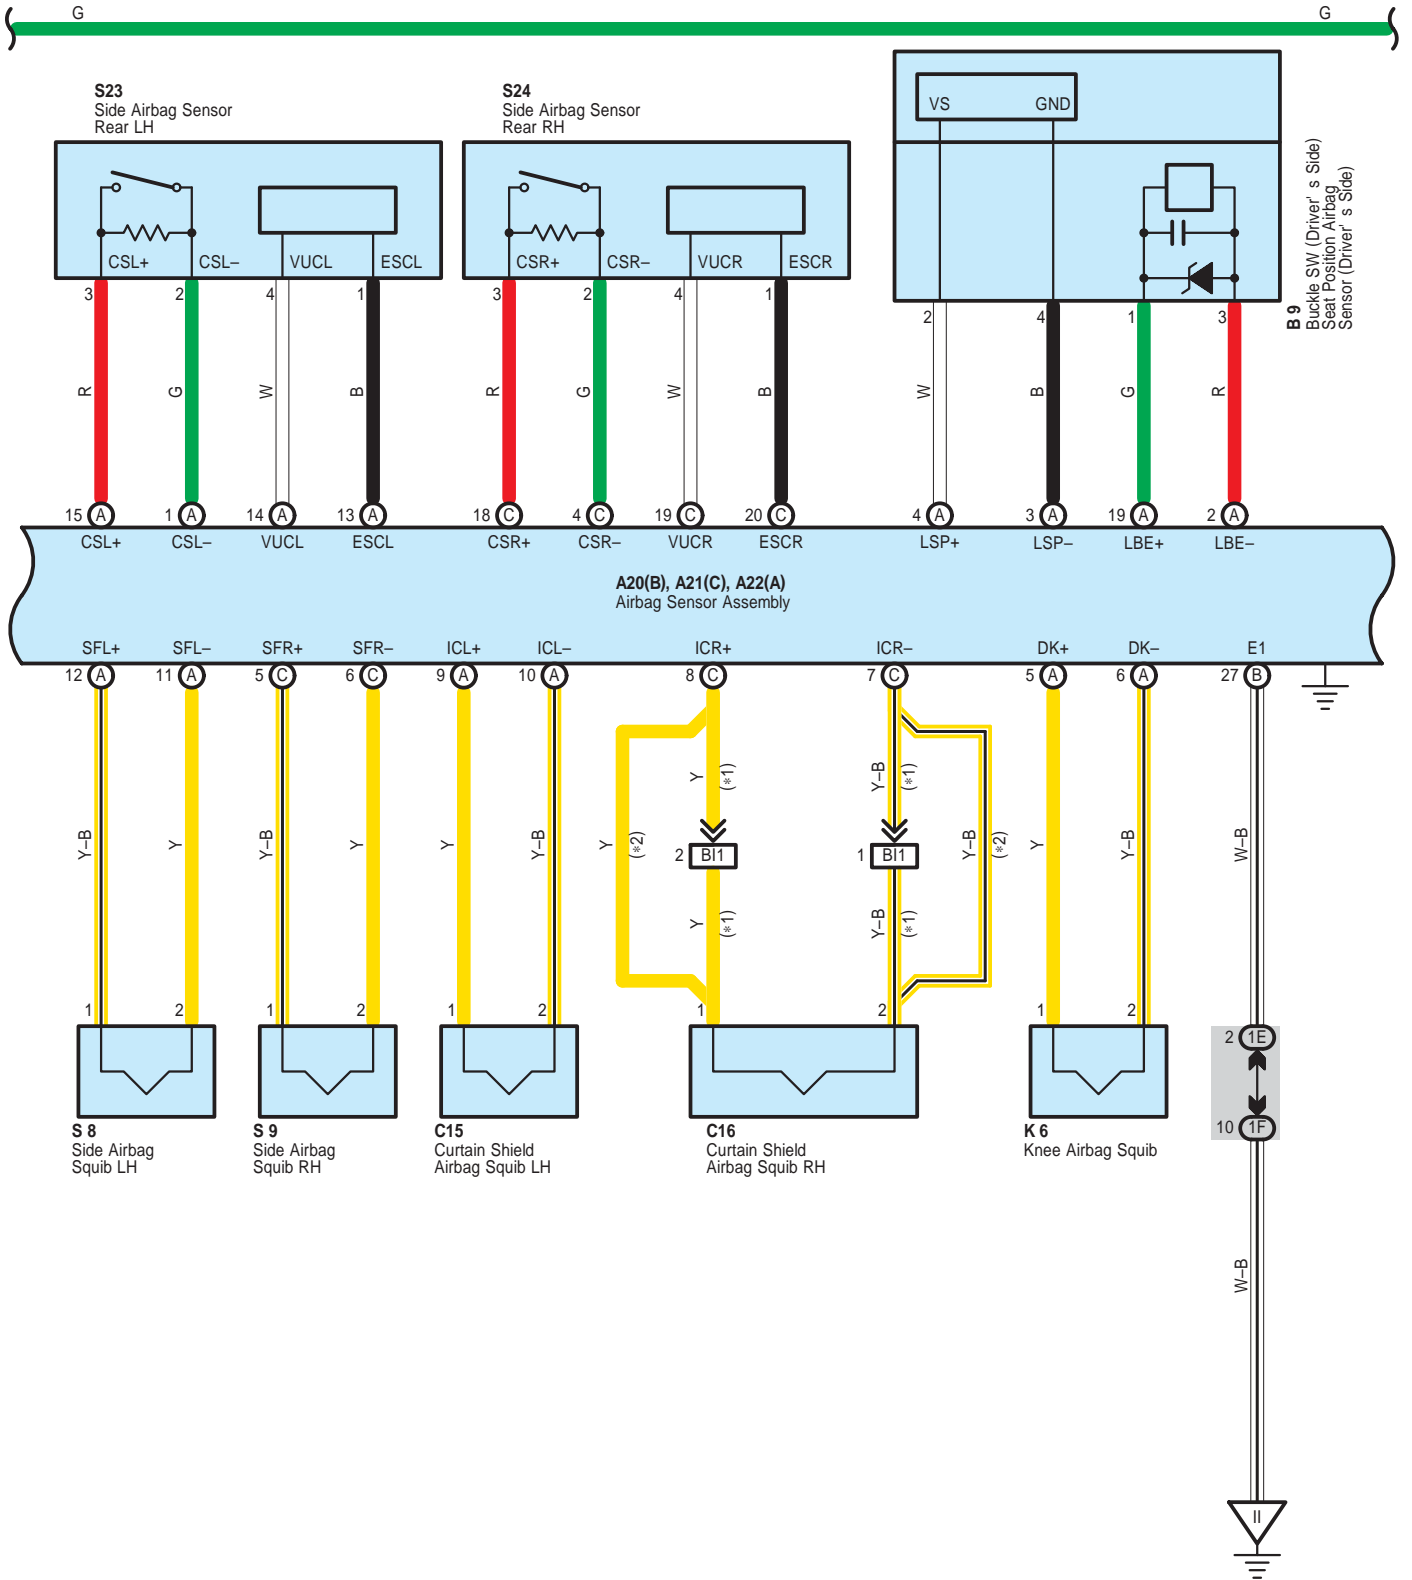 G G
S23
Side Airbag Sensor
Rear LH
S24
Side Airbag Sensor
Rear RH
VS GND
B 9
Buckle SW (Driver' s Side)
Seat Position Airbag
Sensor (Driver' s Side)
CSL+ CSL– VUCL ESCL CSR+ CSR– VUCR ESCR
3 2 4 1 3 2 4 1 2 4 1 3
R G W B R G W B W B G R
15 A 1 A 14 A 13 A 18 C 4 C 19 C 20 C 4 A 3 A 19 A 2 A
CSL+ CSL– VUCL ESCL CSR+ CSR– VUCR ESCR LSP+ LSP– LBE+ LBE–
A20(B), A21(C), A22(A)
Airbag Sensor Assembly
SFL+ SFL– SFR+ SFR– ICL+ ICL– ICR+ ICR– DK+ DK– E1
12 A 11 A 5 C 6 C 9 A 10 A 8 C 7 C 5 A 6 A 27 B
Y (*1) Y–B (*1)
Y–B Y Y–B Y Y Y–B Y (*2) 2 BI1 1 BI1 Y–B (*2) Y Y–B W–B
Y (*1) Y–B (*1)
1 2 1 2 1 2 1 2 1 2
2 1E
10 1F
S 8
Side Airbag
Squib LH
S 9
Side Airbag
Squib RH
C15
Curtain Shield
Airbag Squib LH
C16
Curtain Shield
Airbag Squib RH
K 6
Knee Airbag Squib
W–B
II